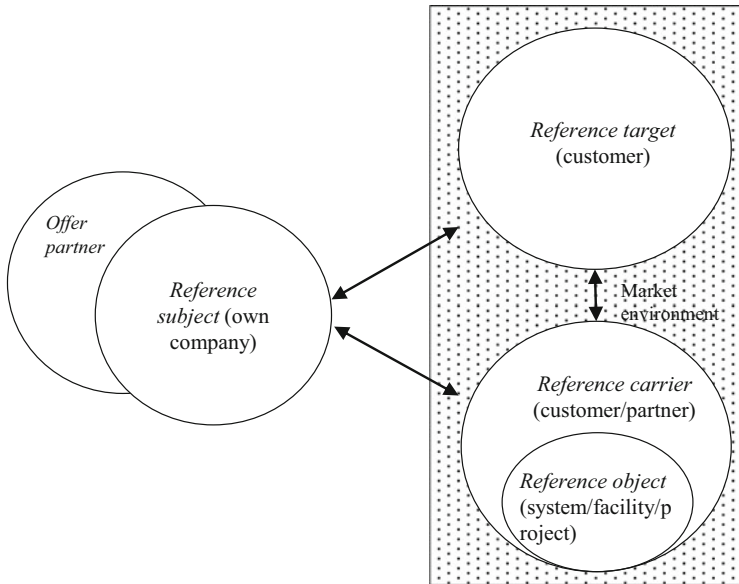 Offer
partner
Reference
subject (own
company)
Reference target
(customer)
Market
environment
Reference carrier
(customer/partner)
Reference object
(system/facility/p
roject)